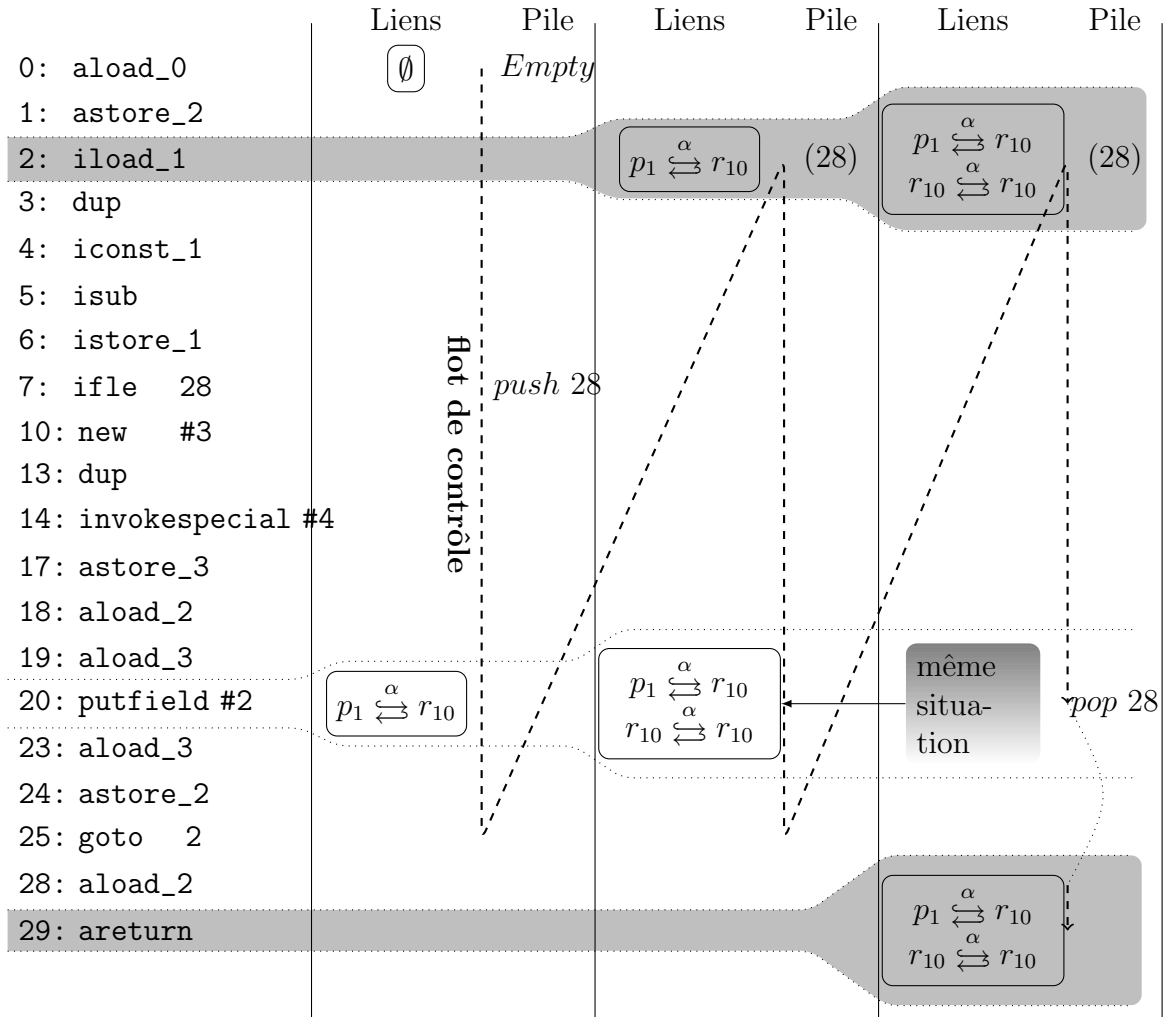 Liens Pile Liens Pile Liens Pile
0: aload_0 ∅ Empty
1: astore_2
2: iload_1 p₁ ⥃ᵅ r₁₀ (28) p₁ ⥃ᵅ r₁₀ (28)
r₁₀ ⥃ᵅ r₁₀
3: dup
4: iconst_1
5: isub
6: istore_1
7: ifle 28 push 28
flot de contrôle
10: new #3
13: dup
14: invokespecial #4
17: astore_3
18: aload_2
19: aload_3
20: putfield #2 p₁ ⥃ᵅ r₁₀
p₁ ⥃ᵅ r₁₀
r₁₀ ⥃ᵅ r₁₀
même
situa-
tion
pop 28
23: aload_3
24: astore_2
25: goto 2
28: aload_2
29: areturn p₁ ⥃ᵅ r₁₀
r₁₀ ⥃ᵅ r₁₀